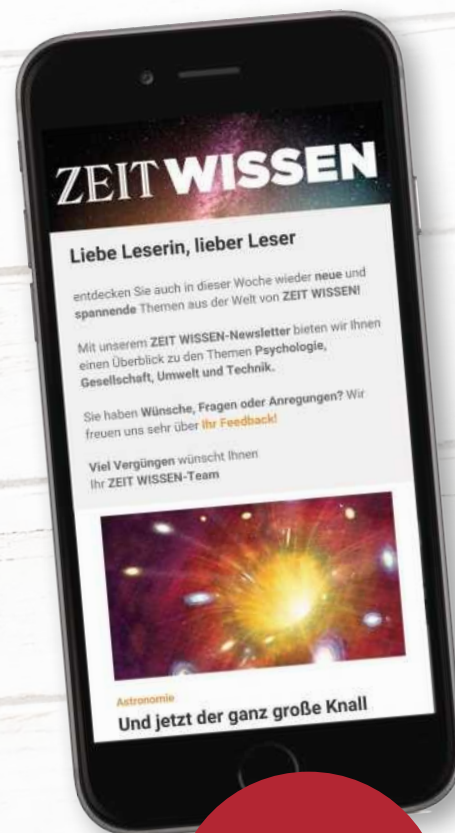 ZEIT WISSEN
Liebe Leserin, lieber Leser
entdecken Sie auch in dieser Woche wieder neue und
spannende Themen aus der Welt von ZEIT WISSEN!
Mit unserem ZEIT WISSEN-Newsletter bieten wir Ihnen
einen Überblick zu den Themen Psychologie,
Gesellschaft, Umwelt und Technik.
Sie haben Wünsche, Fragen oder Anregungen? Wir
freuen uns sehr über Ihr Feedback!
Viel Vergüngen wünscht Ihnen
Ihr ZEIT WISSEN-Team
Astronomie
Und jetzt der ganz große Knall